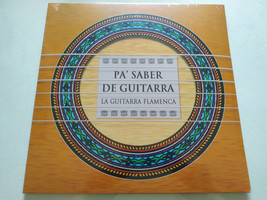 PA' SABER
DE GUITARRA
LA GUITARRA FLAMENCA